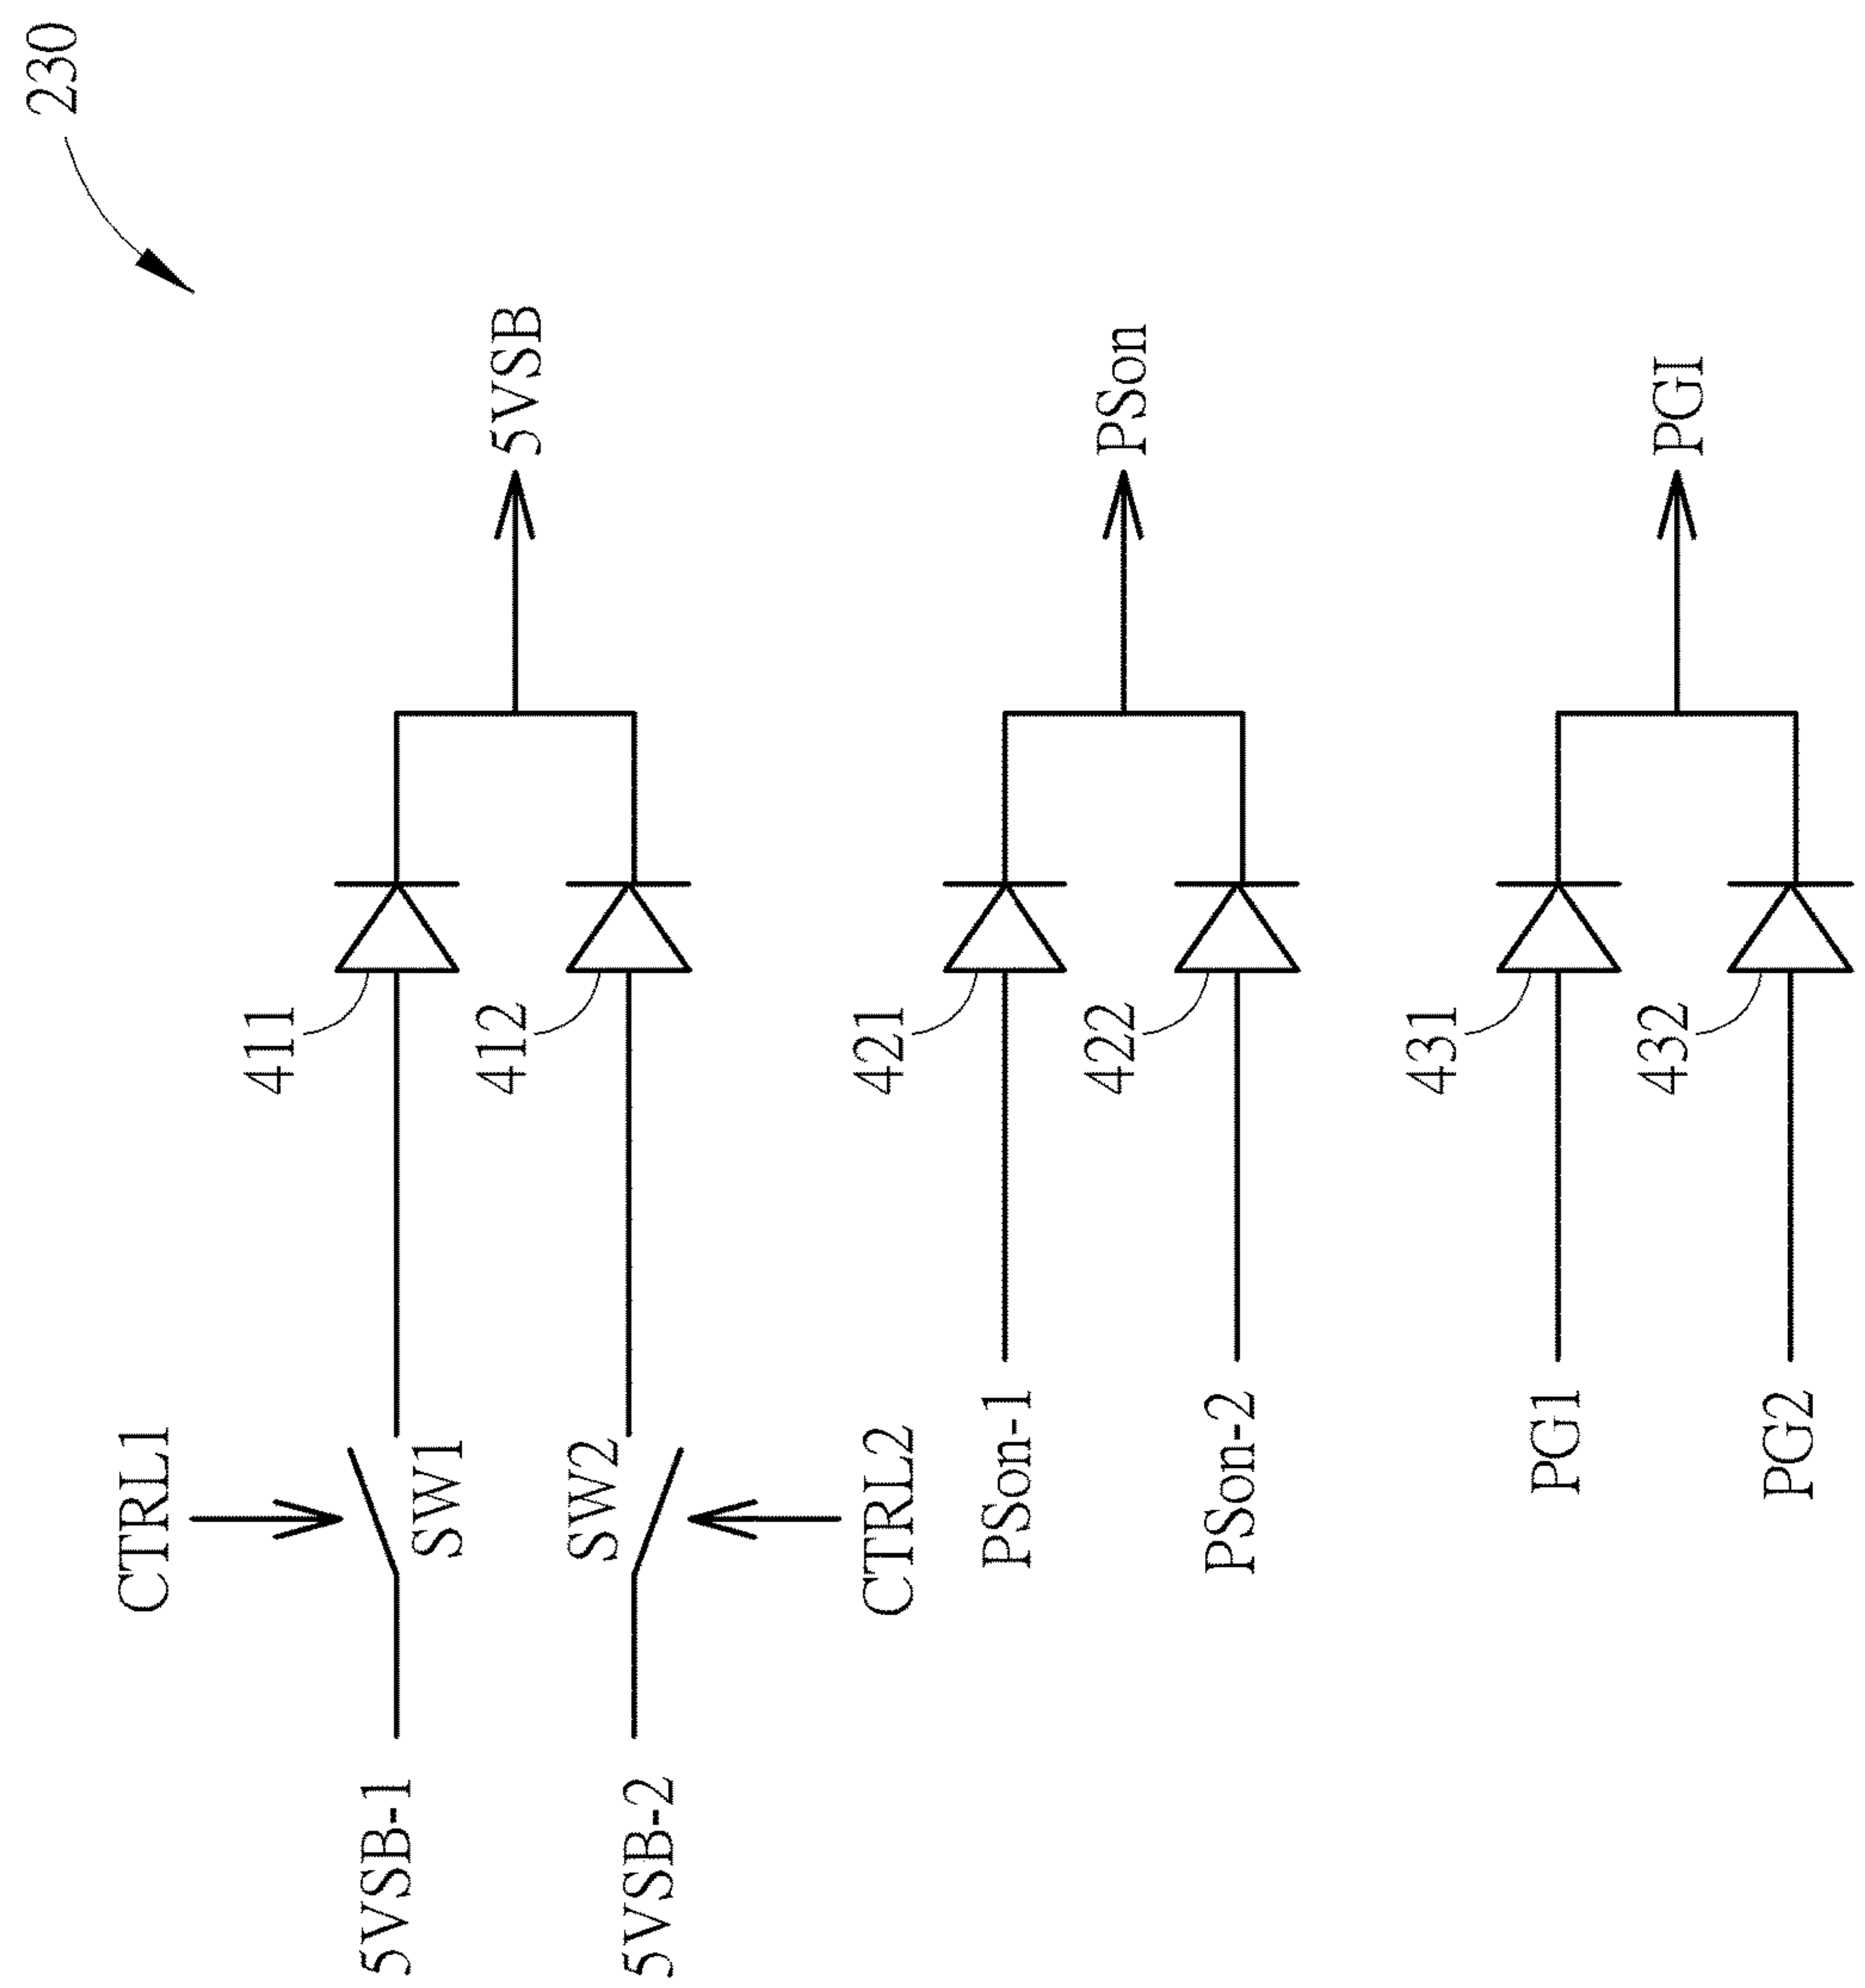 230
CTRL1
5VSB-1
SW1
411
5VSB
412
SW2
5VSB-2
CTRL2
421
PSon-1
PSon
422
PSon-2
431
PG1
PGI
432
PG2